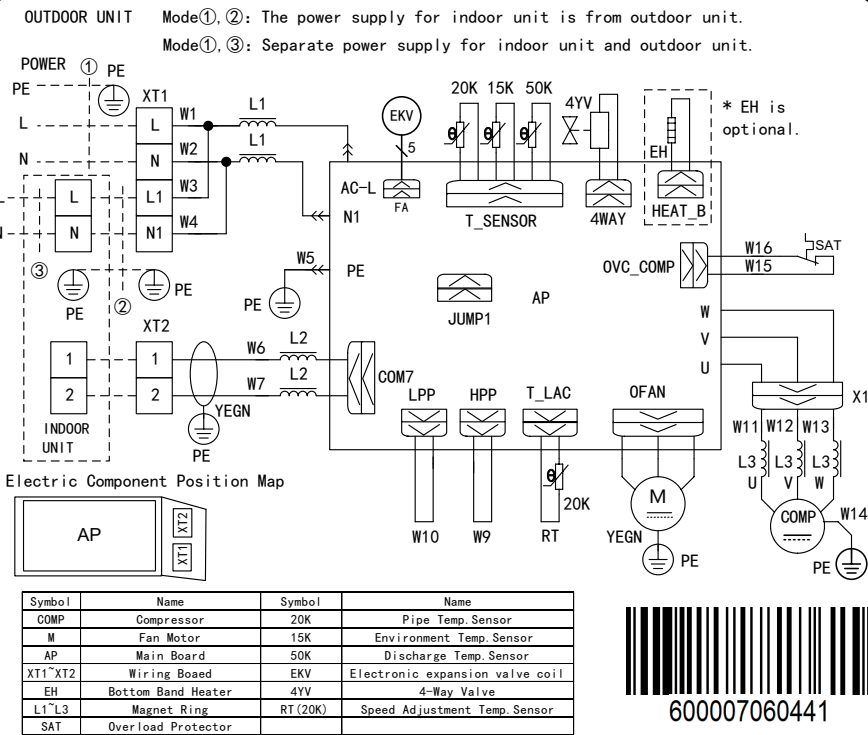 OUTDOOR UNIT Mode①,②: The power supply for indoor unit is from outdoor unit.
Mode①,③: Separate power supply for indoor unit and outdoor unit.
POWER ① PE
PE
XT1
L
N
L
N
L1
N1
W1
W2
W3
W4
L1
L1
L
N
③
②
PE
PE
EKV
5
FA
AC-L
N1
20K 15K 50K
θ θ θ
T_SENSOR
4YV
4WAY
EH
HEAT_B
* EH is
optional.
W5
PE
PE
JUMP1
AP
OVC_COMP
W16
W15
SAT
W
V
U
XT2
1
2
1
2
INDOOR
UNIT
W6
W7
L2
L2
COM7
YEGN
PE
LPP
HPP
T_LAC
OFAN
W10
W9
θ
20K
RT
M
YEGN
PE
X1
W11 W12 W13
L3 L3 L3
U V W
COMP
W14
PE
Electric Component Position Map
AP
XT2
XT1
Symbol Name Symbol Name
COMP Compressor 20K Pipe Temp.Sensor
M Fan Motor 15K Environment Temp.Sensor
AP Main Board 50K Discharge Temp.Sensor
XT1~XT2 Wiring Boaed EKV Electronic expansion valve coil
EH Bottom Band Heater 4YV 4-Way Valve
L1~L3 Magnet Ring RT(20K) Speed Adjustment Temp.Sensor
SAT Overload Protector
600007060441